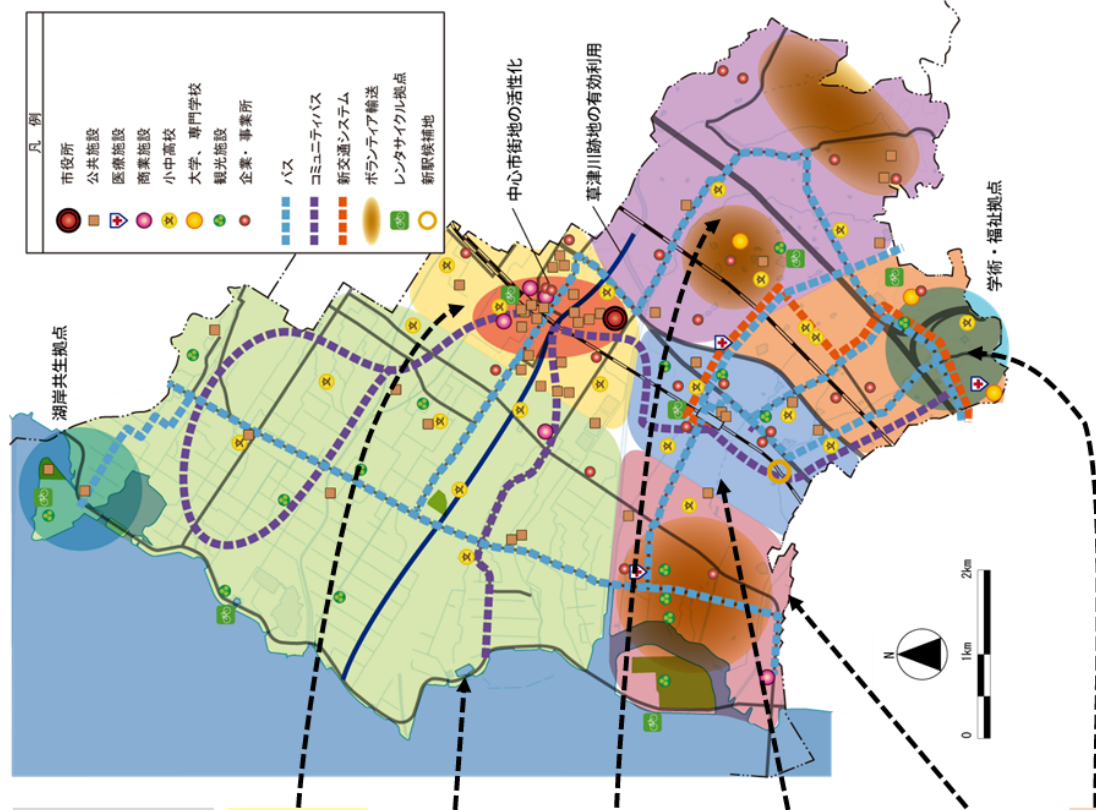 凡 例
市役所
公共施設
医療施設
商業施設
小中高校
大学、専門学校
観光施設
企業・事業所
バス
コミュニティバス
新交通システム
ボランティア輸送
レンタサイクル拠点
新駅候補地
中心市街地の活性化
草津川跡地の有効利用
湖岸共生拠点
学術・福祉拠点
N
0
1km
2km